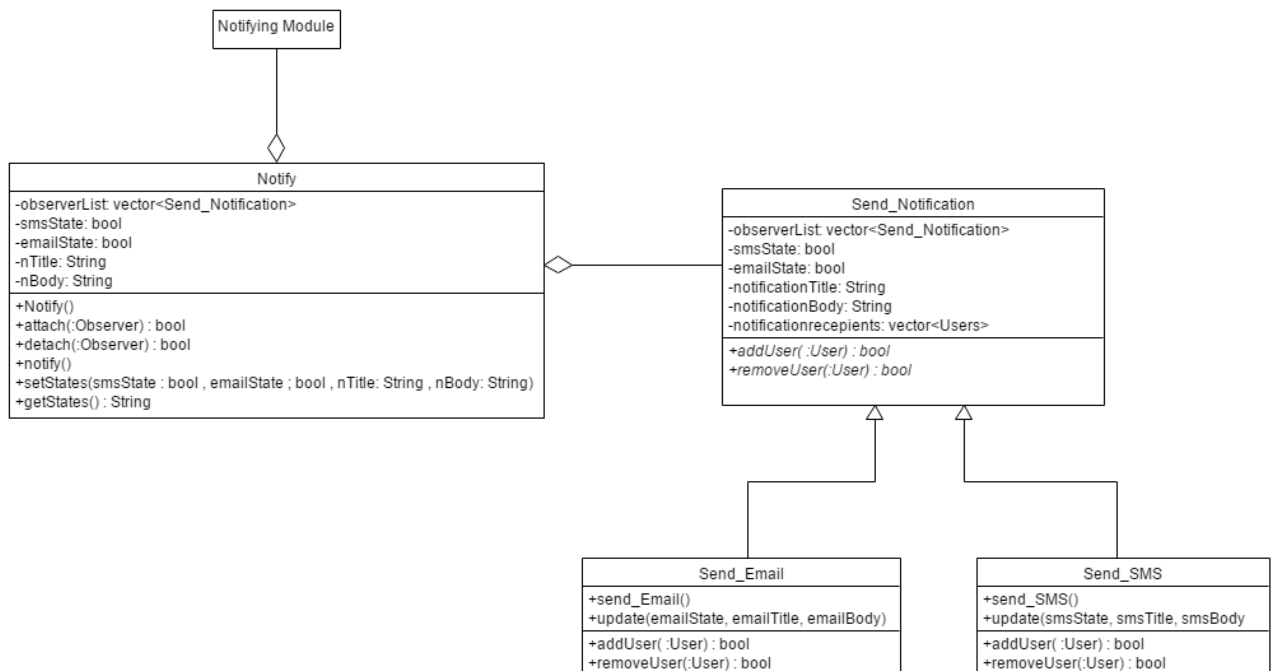 Notifying Module
Notify
-observerList: vector<Send_Notification>
-smsState: bool
-emailState: bool
-nTitle: String
-nBody: String
+Notify()
+attach(:Observer) : bool
+detach(:Observer) : bool
+notify()
+setStates(smsState : bool , emailState ; bool , nTitle: String , nBody: String)
+getStates() : String
Send_Notification
-observerList: vector<Send_Notification>
-smsState: bool
-emailState: bool
-notificationTitle: String
-notificationBody: String
-notificationrecepients: vector<Users>
+addUser( :User) : bool
+removeUser(:User) : bool
Send_Email
+send_Email()
+update(emailState, emailTitle, emailBody)
+addUser( :User) : bool
+removeUser(:User) : bool
Send_SMS
+send_SMS()
+update(smsState, smsTitle, smsBody
+addUser( :User) : bool
+removeUser(:User) : bool